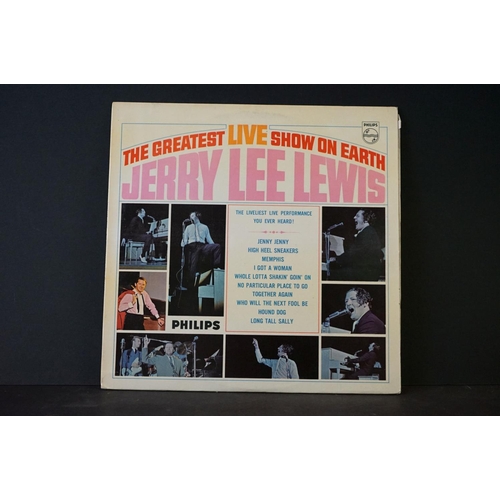 PHILIPS
THE GREATEST LIVE SHOW ON EARTH
JERRY LEE LEWIS
THE LIVELIEST LIVE PERFORMANCE
YOU EVER HEARD!
JENNY JENNY
HIGH HEEL SNEAKERS
MEMPHIS
I GOT A WOMAN
WHOLE LOTTA SHAKIN' GOIN' ON
NO PARTICULAR PLACE TO GO
TOGETHER AGAIN
WHO WILL THE NEXT FOOL BE
HOUND DOG
LONG TALL SALLY
PHILIPS